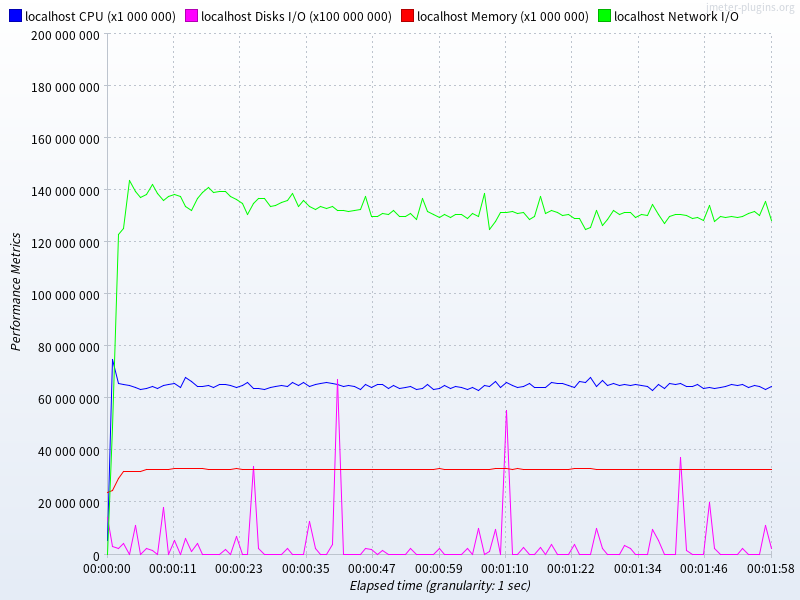 jmeter-plugins.org
localhost CPU (x1 000 000) localhost Disks I/O (x100 000 000) localhost Memory (x1 000 000) localhost Network I/O
200 000 000
180 000 000
160 000 000
140 000 000
120 000 000
100 000 000
80 000 000
60 000 000
40 000 000
20 000 000
0
Performance Metrics
00:00:00 00:00:11 00:00:23 00:00:35 00:00:47 00:00:59 00:01:10 00:01:22 00:01:34 00:01:46 00:01:58
Elapsed time (granularity: 1 sec)